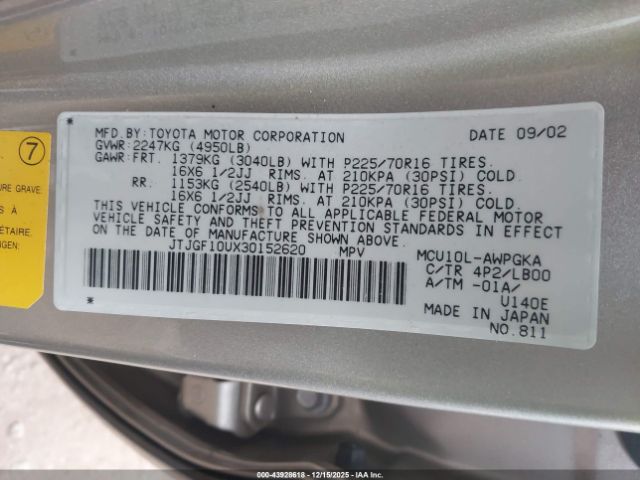 MFD.BY:TOYOTA MOTOR CORPORATION DATE 09/02
GVWR:2247KG (4950LB)
GAWR:FRT. 1379KG (3040LB) WITH P225/70R16 TIRES.
16X6 1/2JJ RIMS. AT 210KPA (30PSI) COLD.
RR. 1153KG (2540LB) WITH P225/70R16 TIRES.
16X6 1/2JJ RIMS. AT 210KPA (30PSI) COLD.
THIS VEHICLE CONFORMS TO ALL APPLICABLE FEDERAL MOTOR
VEHICLE SAFETY AND THEFT PREVENTION STANDARDS IN EFFECT
ON THE DATE OF MANUFACTURE SHOWN ABOVE.
JTJGF10UX30152620 MPV MCU10L-AWPGKA
C/TR 4P2/LB00
A/TM -01A/
U140E
MADE IN JAPAN
NO.811
7
URE GRAVE.
S À
ÉTAIRE.
NGEN:
000-43928618 - 12/15/2025 - IAAI.COM